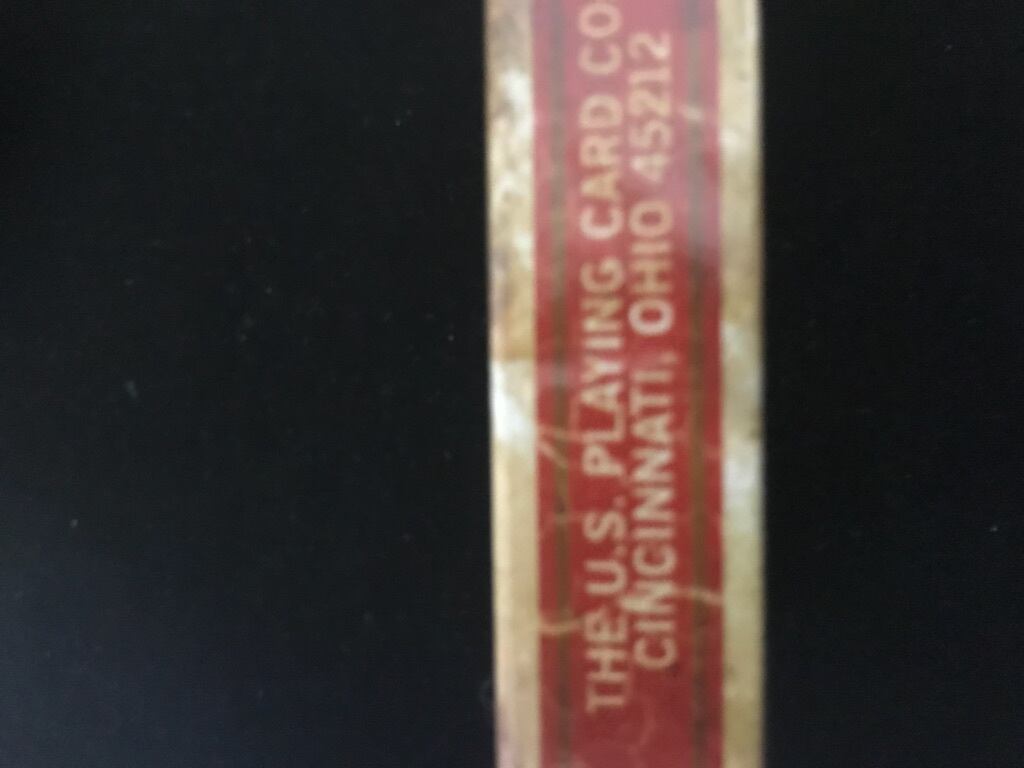 THE U.S. PLAYING CARD CO.
CINCINNATI, OHIO 45212